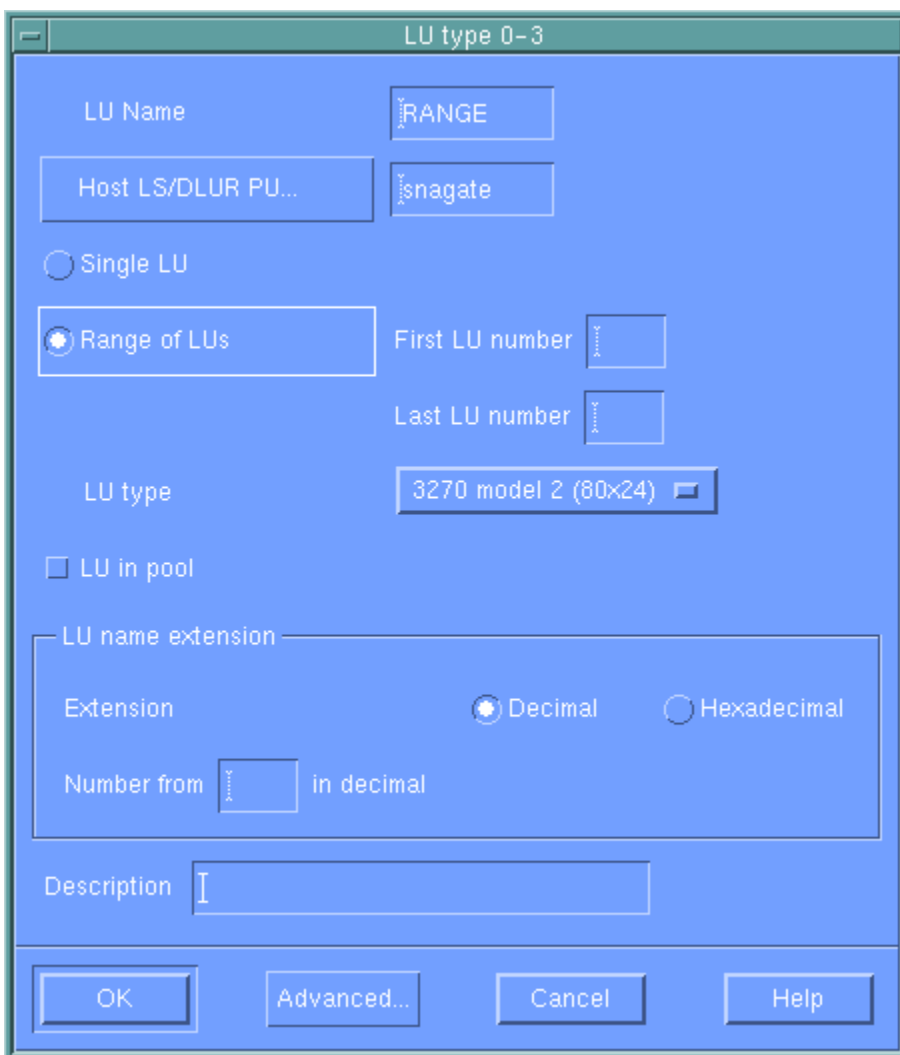 LU type 0-3
LU Name RANGE
Host LS/DLUR PU... snagate
Single LU
Range of LUs First LU number
Last LU number
LU type 3270 model 2 (80x24)
LU in pool
LU name extension
Extension Decimal Hexadecimal
Number from in decimal
Description
OK Advanced... Cancel Help